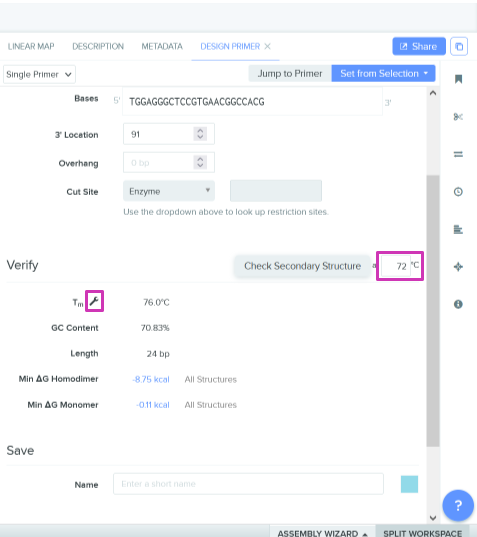 LINEAR MAP DESCRIPTION METADATA DESIGN PRIMER × Share
Single Primer Jump to Primer Set from Selection
Bases 5' TGGAGGGCTCCGTGAACGGCCACG 3'
3' Location 91
Overhang 0 bp
Cut Site Enzyme
Use the dropdown above to look up restriction sites.
Verify Check Secondary Structure a 72 °C
Tm 76.0°C
GC Content 70.83%
Length 24 bp
Min ΔG Homodimer -8.75 kcal All Structures
Min ΔG Monomer -0.11 kcal All Structures
Save
Name Enter a short name
?
ASSEMBLY WIZARD SPLIT WORKSPACE